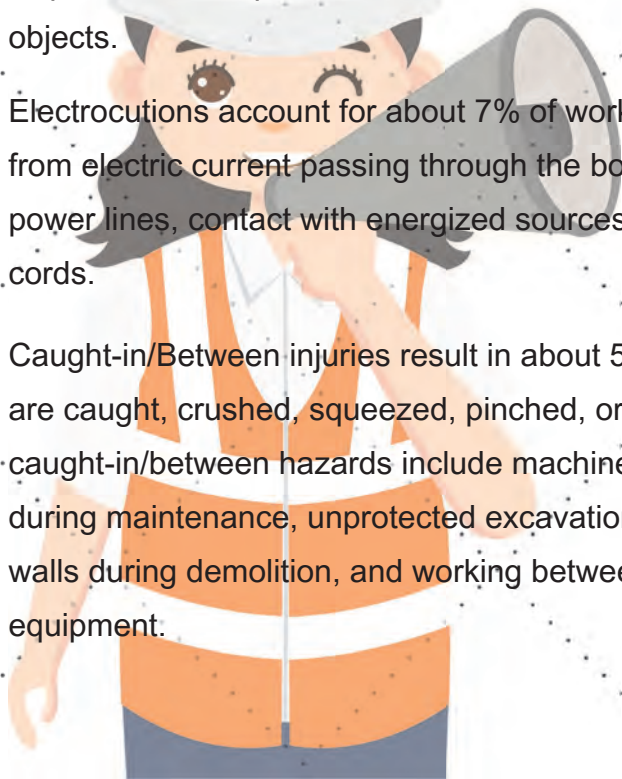 objects.
Electrocutions account for about 7% of work
from electric current passing through the bo
power lines, contact with energized sources
cords.
Caught-in/Between injuries result in about 5
are caught, crushed, squeezed, pinched, or
caught-in/between hazards include machine
during maintenance, unprotected excavation
walls during demolition, and working betwee
equipment.